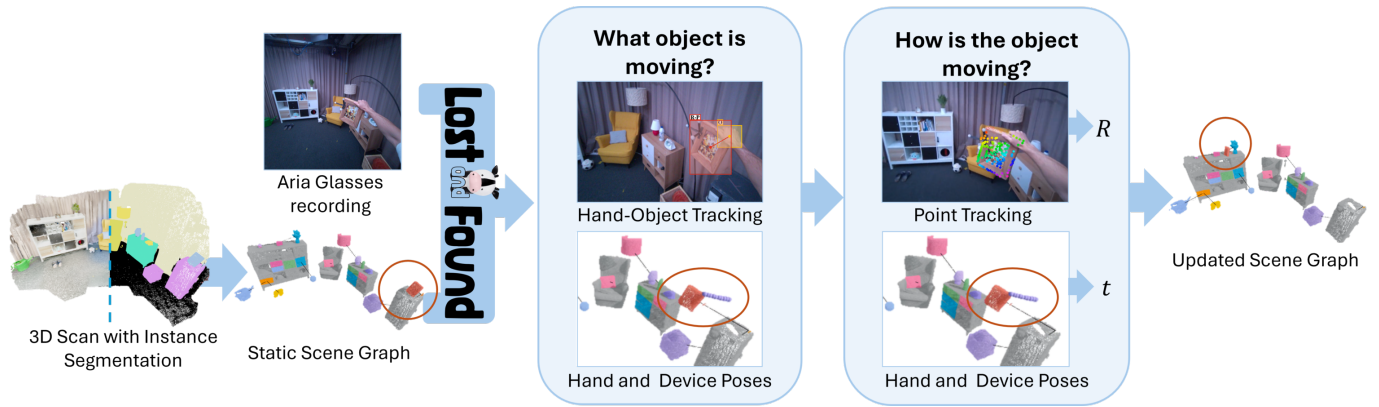 3D Scan with Instance
Segmentation
Aria Glasses
recording
Static Scene Graph
Lost
and
Found
What object is
moving?
Hand-Object Tracking
Hand and Device Poses
How is the object
moving?
Point Tracking
Hand and Device Poses
R
t
Updated Scene Graph